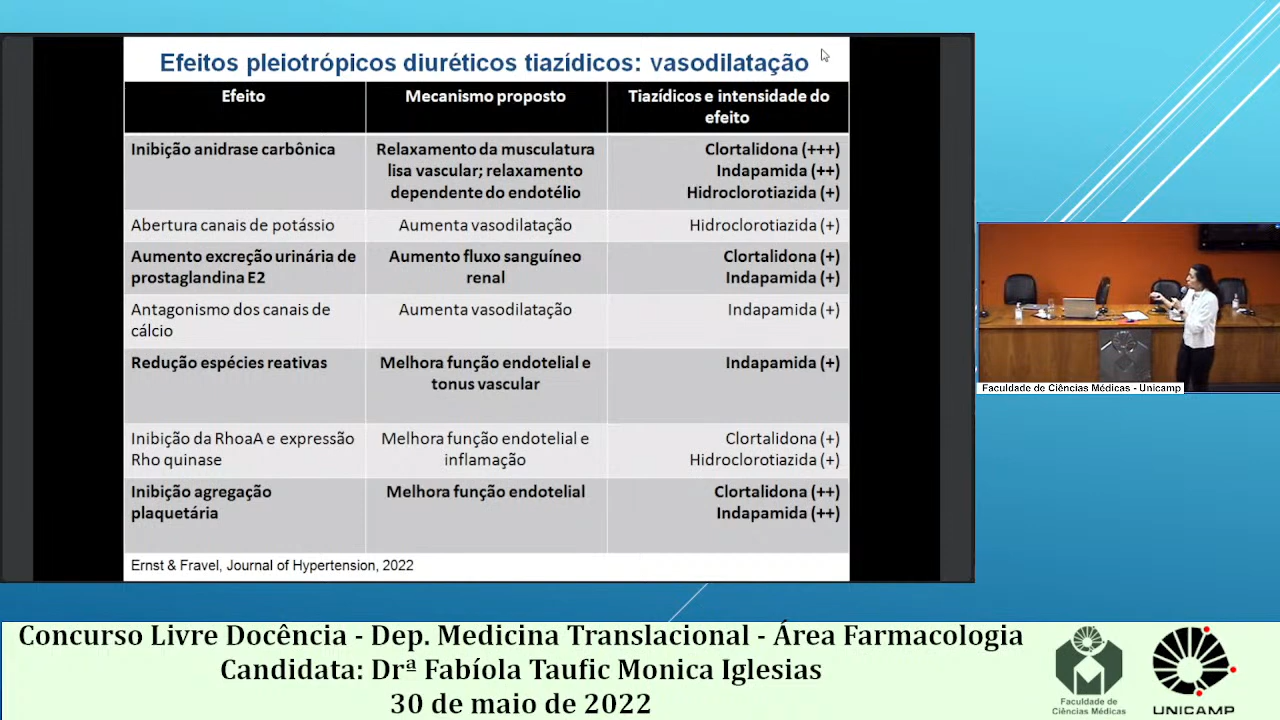 Efeitos pleiotrópicos diuréticos tiazídicos: vasodilatação
Efeito
Mecanismo proposto
Tiazídicos e intensidade do
efeito
Inibição anidrase carbônica
Relaxamento da musculatura
lisa vascular; relaxamento
dependente do endotélio
Clortalidona (+++)
Indapamida (++)
Hidroclorotiazida (+)
Abertura canais de potássio
Aumenta vasodilatação
Hidroclorotiazida (+)
Aumento excreção urinária de
prostaglandina E2
Aumento fluxo sanguíneo
renal
Clortalidona (+)
Indapamida (+)
Antagonismo dos canais de
cálcio
Aumenta vasodilatação
Indapamida (+)
Redução espécies reativas
Melhora função endotelial e
tonus vascular
Indapamida (+)
Inibição da RhoaA e expressão
Rho quinase
Melhora função endotelial e
inflamação
Clortalidona (+)
Hidroclorotiazida (+)
Inibição agregação
plaquetária
Melhora função endotelial
Clortalidona (++)
Indapamida (++)
Ernst & Fravel, Journal of Hypertension, 2022
Faculdade de Ciências Médicas - Unicamp
Concurso Livre Docência - Dep. Medicina Translacional - Área Farmacologia
Candidata: Drª Fabíola Taufic Monica Iglesias
30 de maio de 2022
Faculdade de
Ciências Médicas
UNICAMP